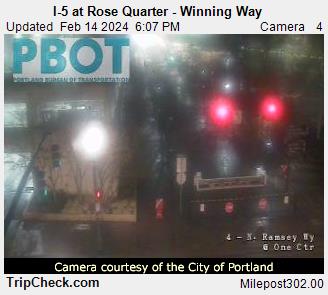 I-5 at Rose Quarter - Winning Way
Updated Feb 14 2024 6:07 PM Camera 4
PBOT
PORTLAND BUREAU OF TRANSPORTATION
4 - N. Ramsey Wy
@ One Ctr
Camera courtesy of the City of Portland
TripCheck.com Milepost302.00